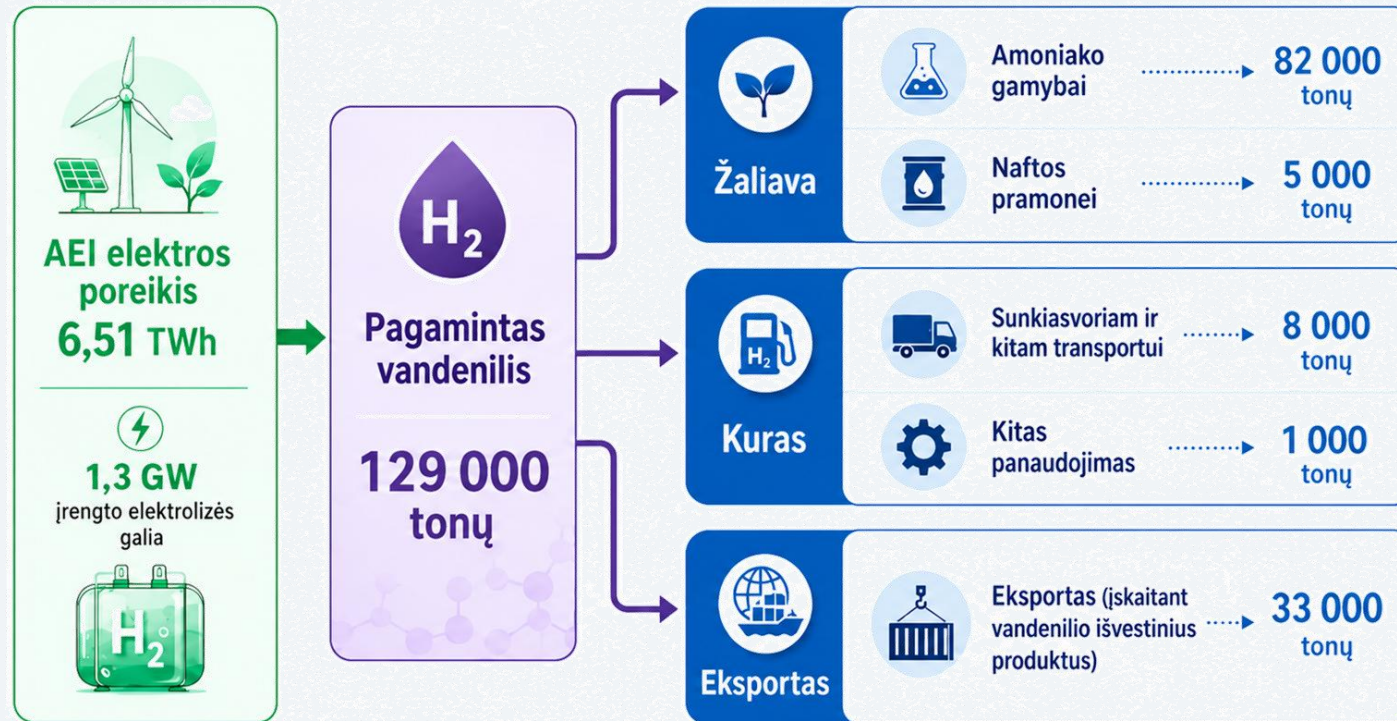 AEI elektros
poreikis
6,51 TWh
1,3 GW
įrengto elektrolizės
galia
H₂
H₂
Pagamintas
vandenilis
129 000
tonų
Žaliava
Amoniako
gamybai
82 000
tonų
Naftos
pramonei
5 000
tonų
H₂
Kuras
Sunkiasvoriam ir
kitam transportui
8 000
tonų
Kitas
panaudojimas
1 000
tonų
Eksportas
Eksportas (įskaitant
vandenilio išvestinius
produktus)
33 000
tonų